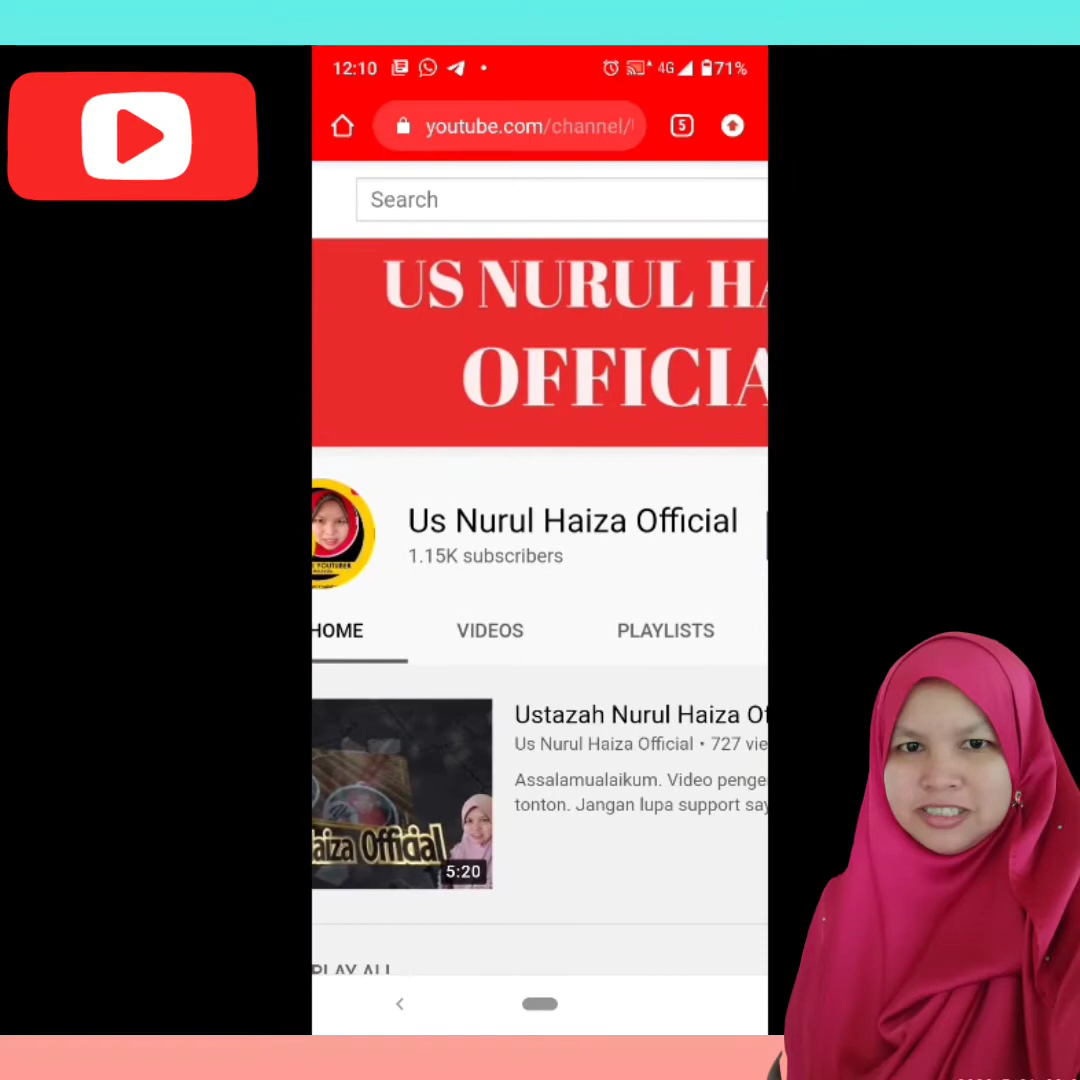 12:10
4G
71%
youtube.com/channel/
5
Search
US NURUL HA
OFFICIA
YOUTUBER
Us Nurul Haiza Official
1.15K subscribers
HOME
VIDEOS
PLAYLISTS
Ustazah Nurul Haiza Of
Us Nurul Haiza Official • 727 vie
Assalamualaikum. Video penge
tonton. Jangan lupa support say
aiza Official
5:20
PLAY ALL